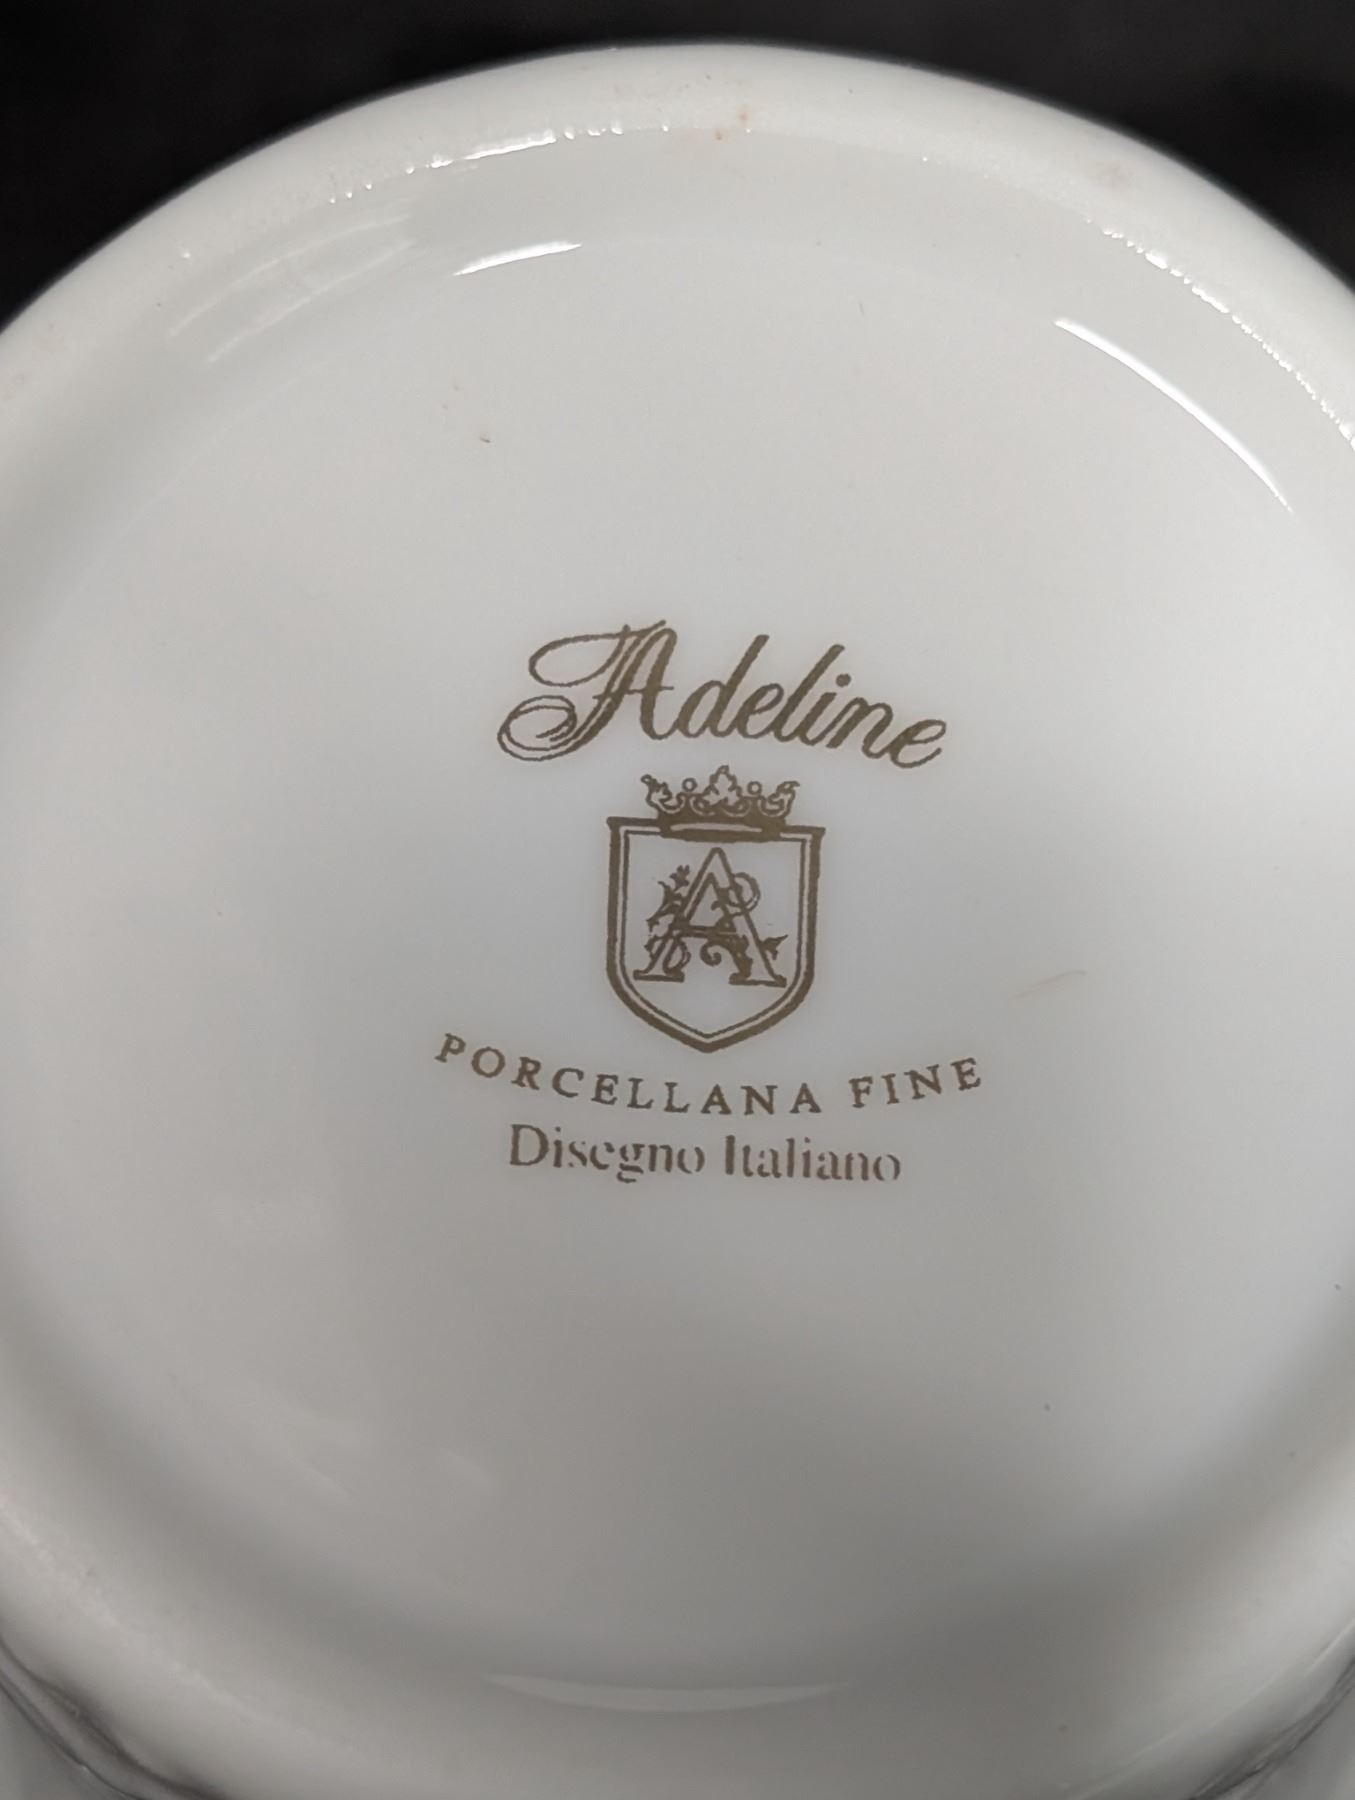 Adeline
A
PORCELLANA FINE
Disegno Italiano